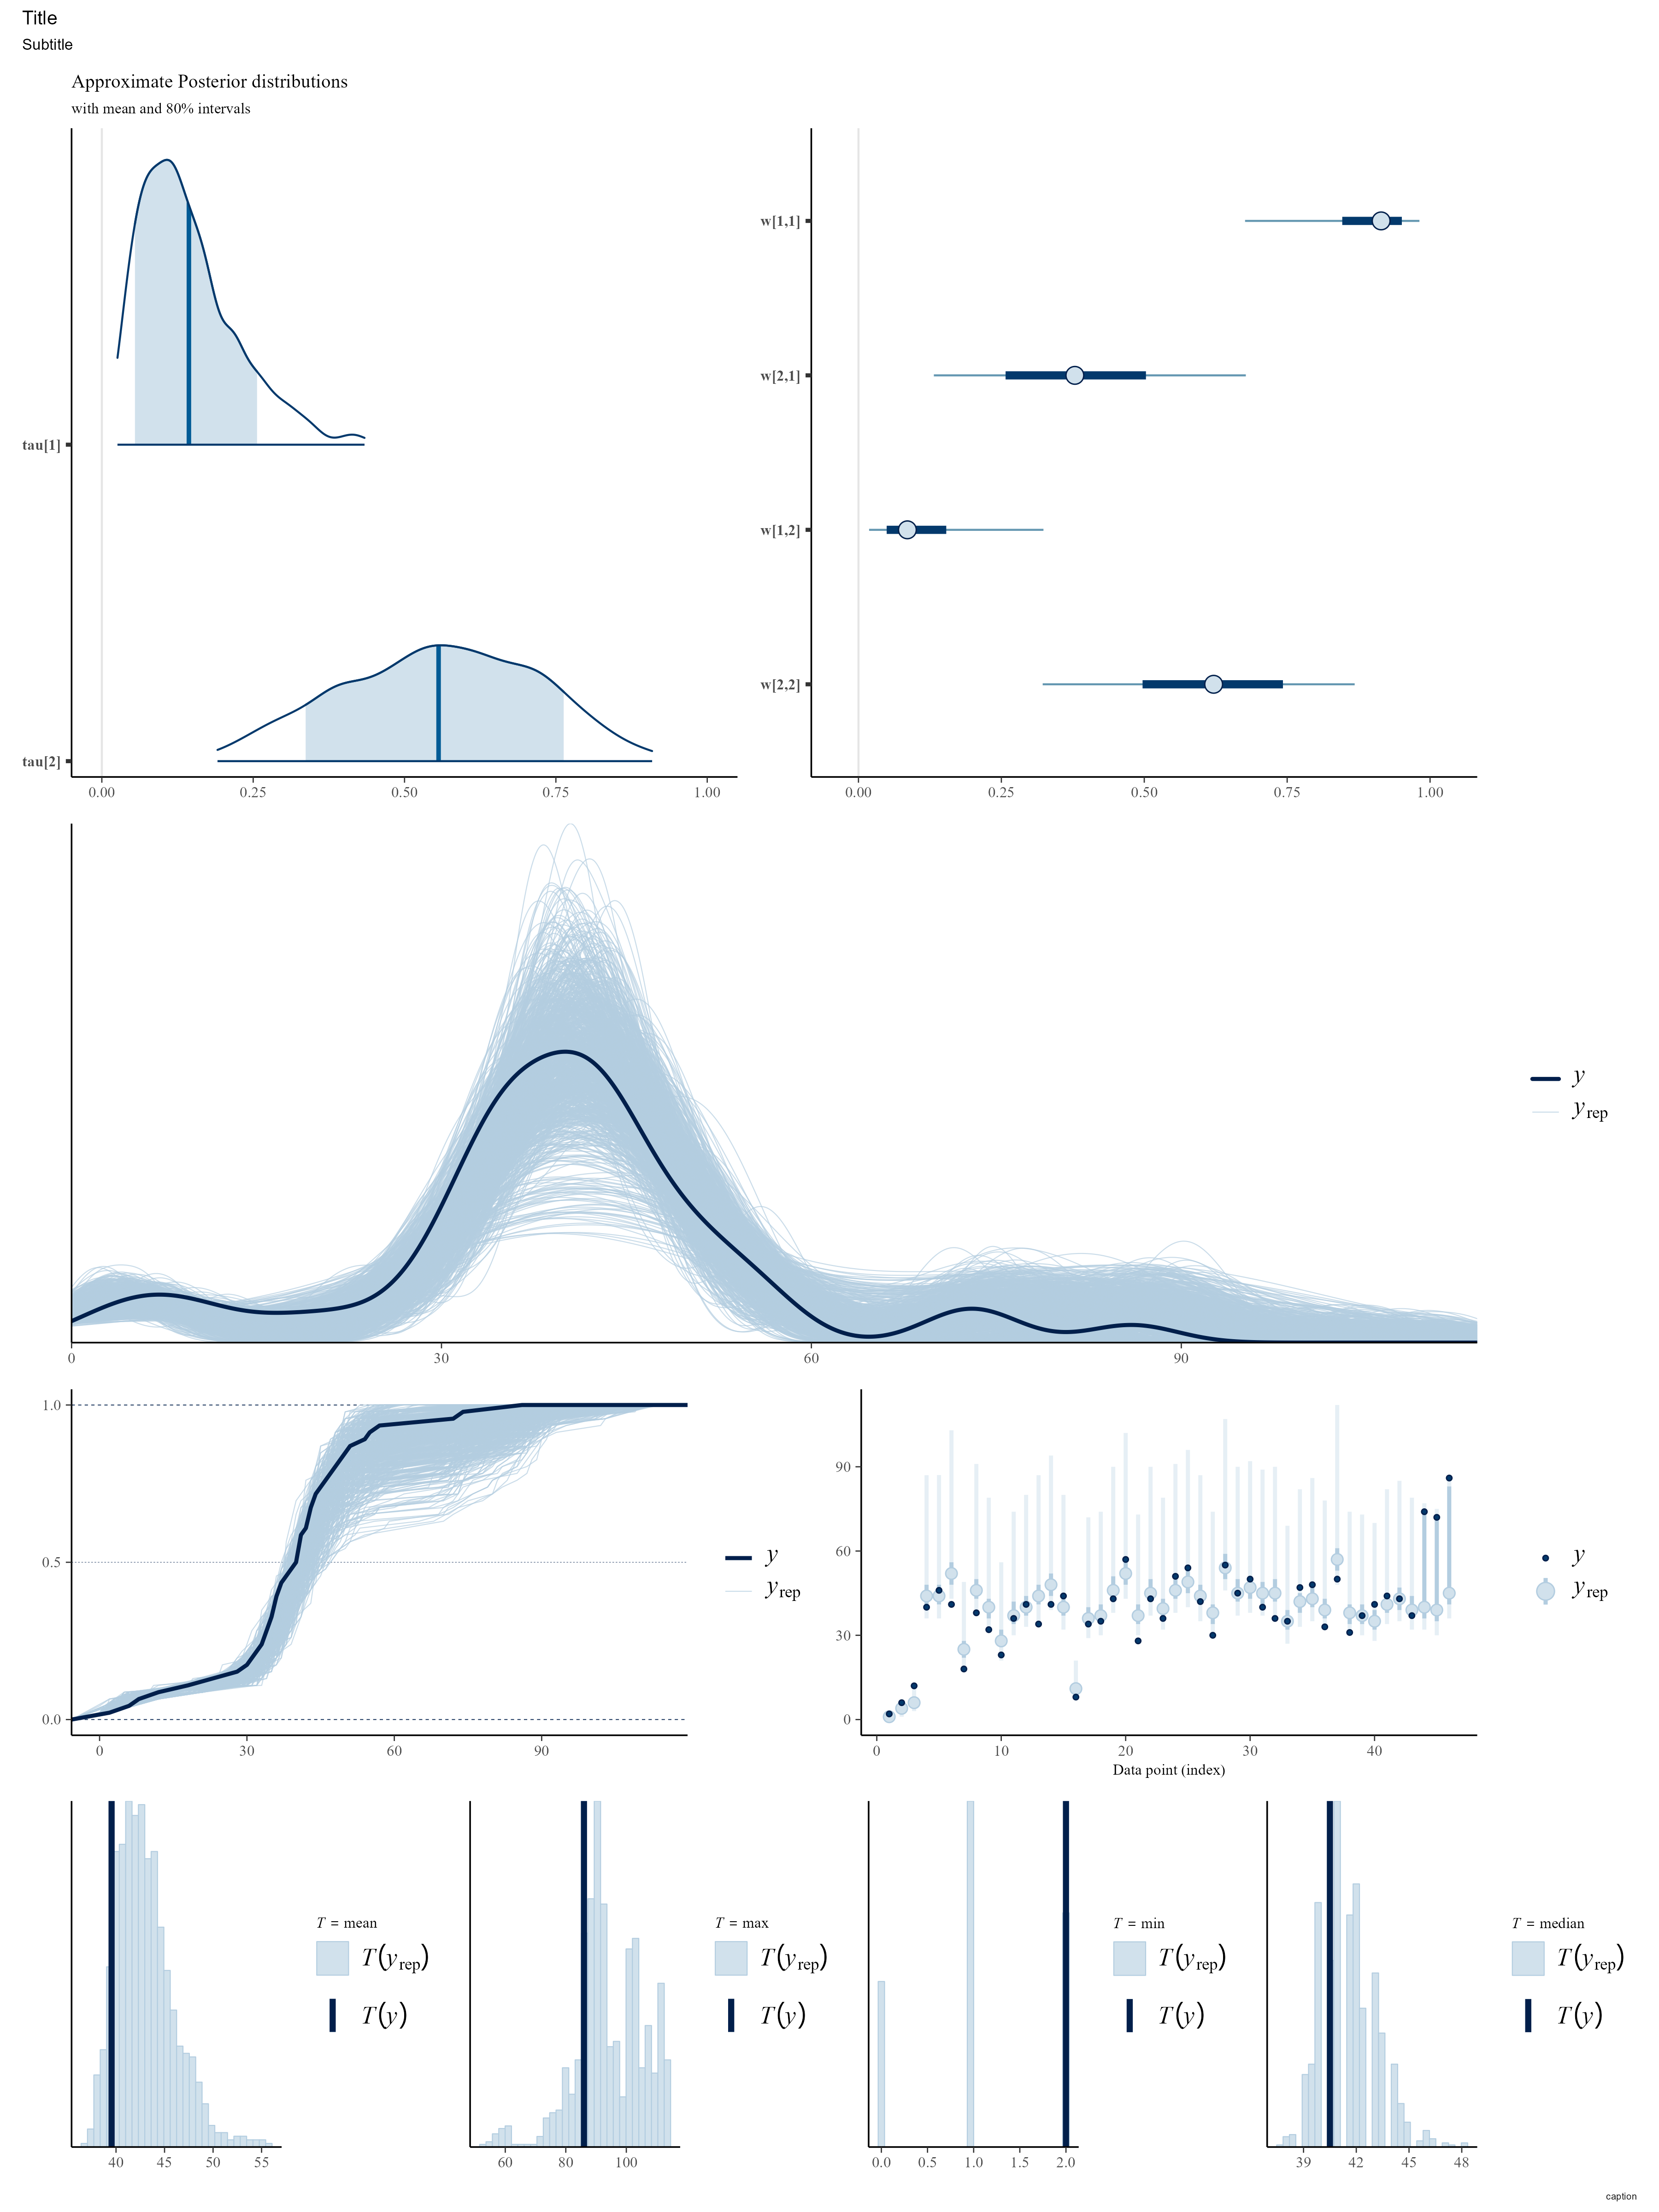 Title
Subtitle
Approximate Posterior distributions
with mean and 80% intervals
tau[1]
tau[2]
0.00 0.25 0.50 0.75 1.00
w[1,1]
w[2,1]
w[1,2]
w[2,2]
0.00 0.25 0.50 0.75 1.00
y
yrep
0 30 60 90
1.0
0.5
0.0
0 30 60 90
y
yrep
90
60
30
0
0 10 20 30 40
Data point (index)
y
yrep
T = mean
T(yrep)
T(y)
40 45 50 55
T = max
T(yrep)
T(y)
60 80 100
T = min
T(yrep)
T(y)
0.0 0.5 1.0 1.5 2.0
T = median
T(yrep)
T(y)
39 42 45 48
caption